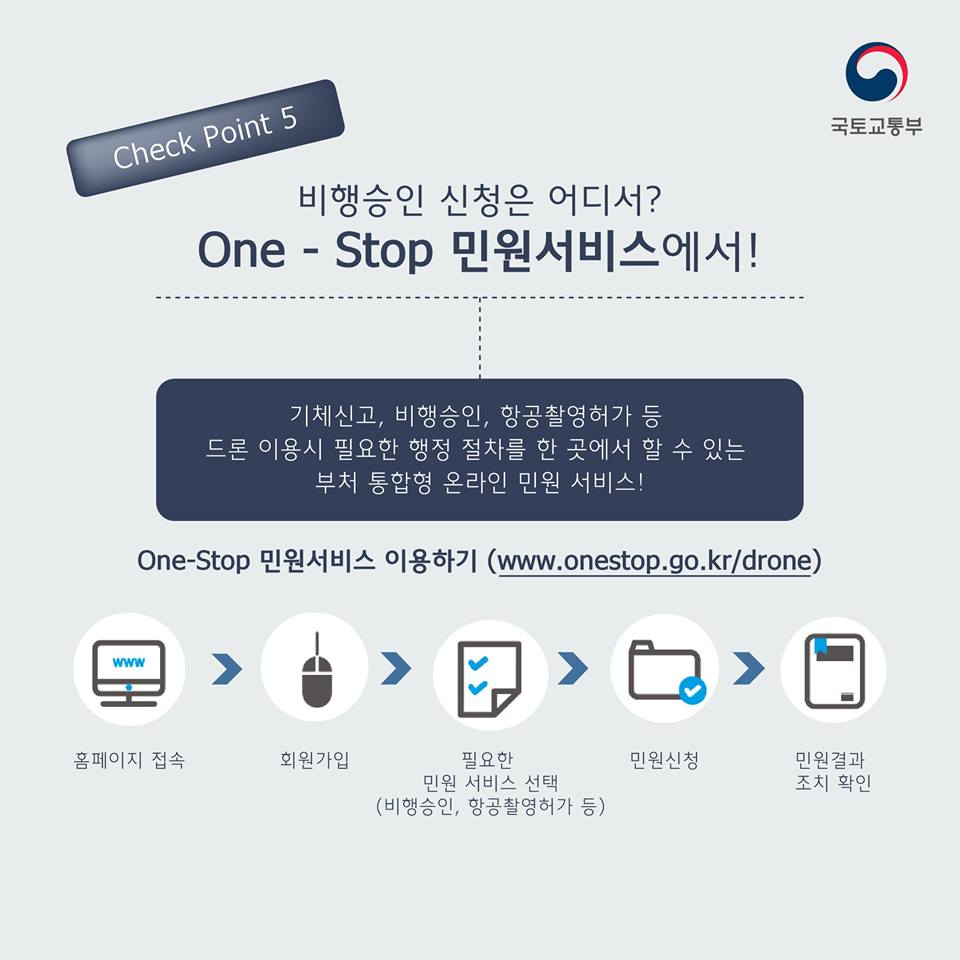 국토교통부
Check Point 5
비행승인 신청은 어디서?
One - Stop 민원서비스에서!
기체신고, 비행승인, 항공촬영허가 등
드론 이용시 필요한 행정 절차를 한 곳에서 할 수 있는
부처 통합형 온라인 민원 서비스!
One-Stop 민원서비스 이용하기 (www.onestop.go.kr/drone)
www
홈페이지 접속
회원가입
필요한
민원 서비스 선택
(비행승인, 항공촬영허가 등)
민원신청
민원결과
조치 확인